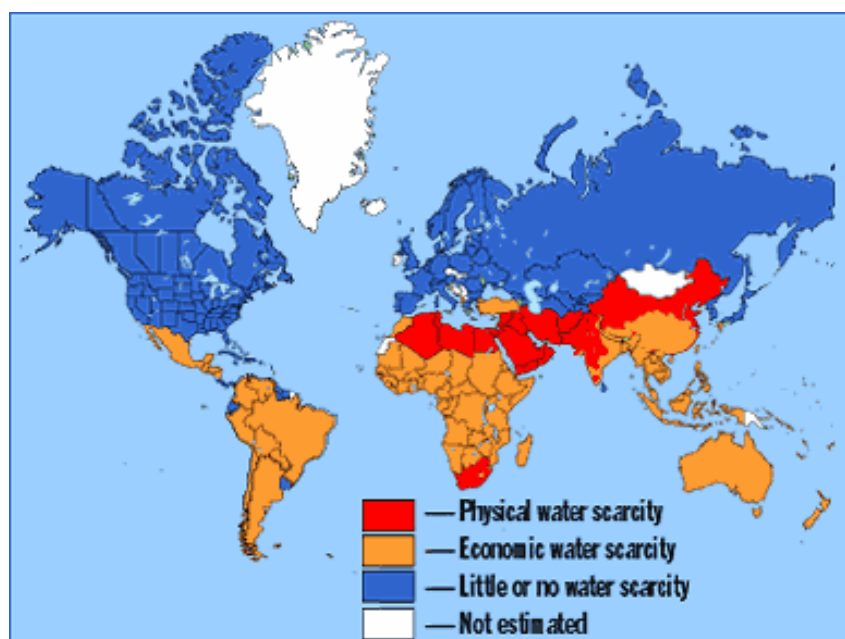 — Physical water scarcity
— Economic water scarcity
— Little or no water scarcity
— Not estimated